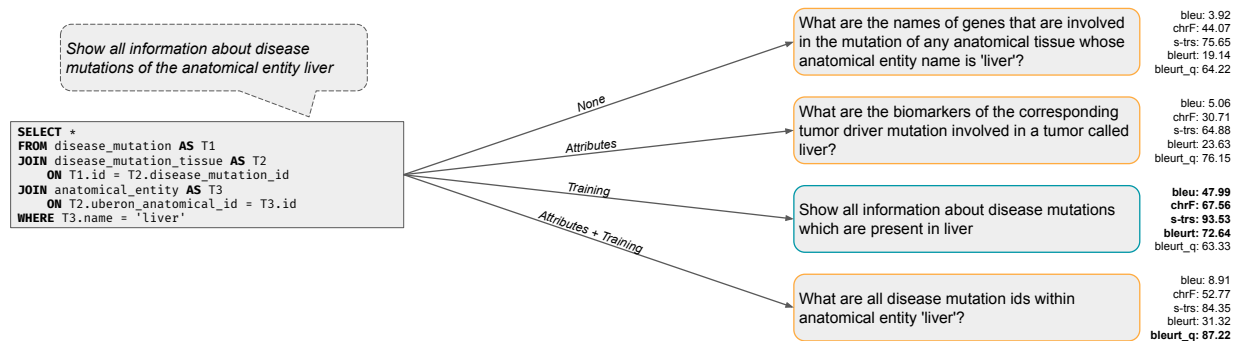 Show all information about disease
mutations of the anatomical entity liver
SELECT *
FROM disease_mutation AS T1
JOIN disease_mutation_tissue AS T2
ON T1.id = T2.disease_mutation_id
JOIN anatomical_entity AS T3
ON T2.uberon_anatomical_id = T3.id
WHERE T3.name = 'liver'
None
Attributes
Training
Attributes + Training
What are the names of genes that are involved
in the mutation of any anatomical tissue whose
anatomical entity name is 'liver'?
bleu: 3.92
chrF: 44.07
s-trs: 75.65
bleurt: 19.14
bleurt_q: 64.22
What are the biomarkers of the corresponding
tumor driver mutation involved in a tumor called
liver?
bleu: 5.06
chrF: 30.71
s-trs: 64.88
bleurt: 23.63
bleurt_q: 76.15
Show all information about disease mutations
which are present in liver
bleu: 47.99
chrF: 67.56
s-trs: 93.53
bleurt: 72.64
bleurt_q: 63.33
What are all disease mutation ids within
anatomical entity 'liver'?
bleu: 8.91
chrF: 52.77
s-trs: 84.35
bleurt: 31.32
bleurt_q: 87.22